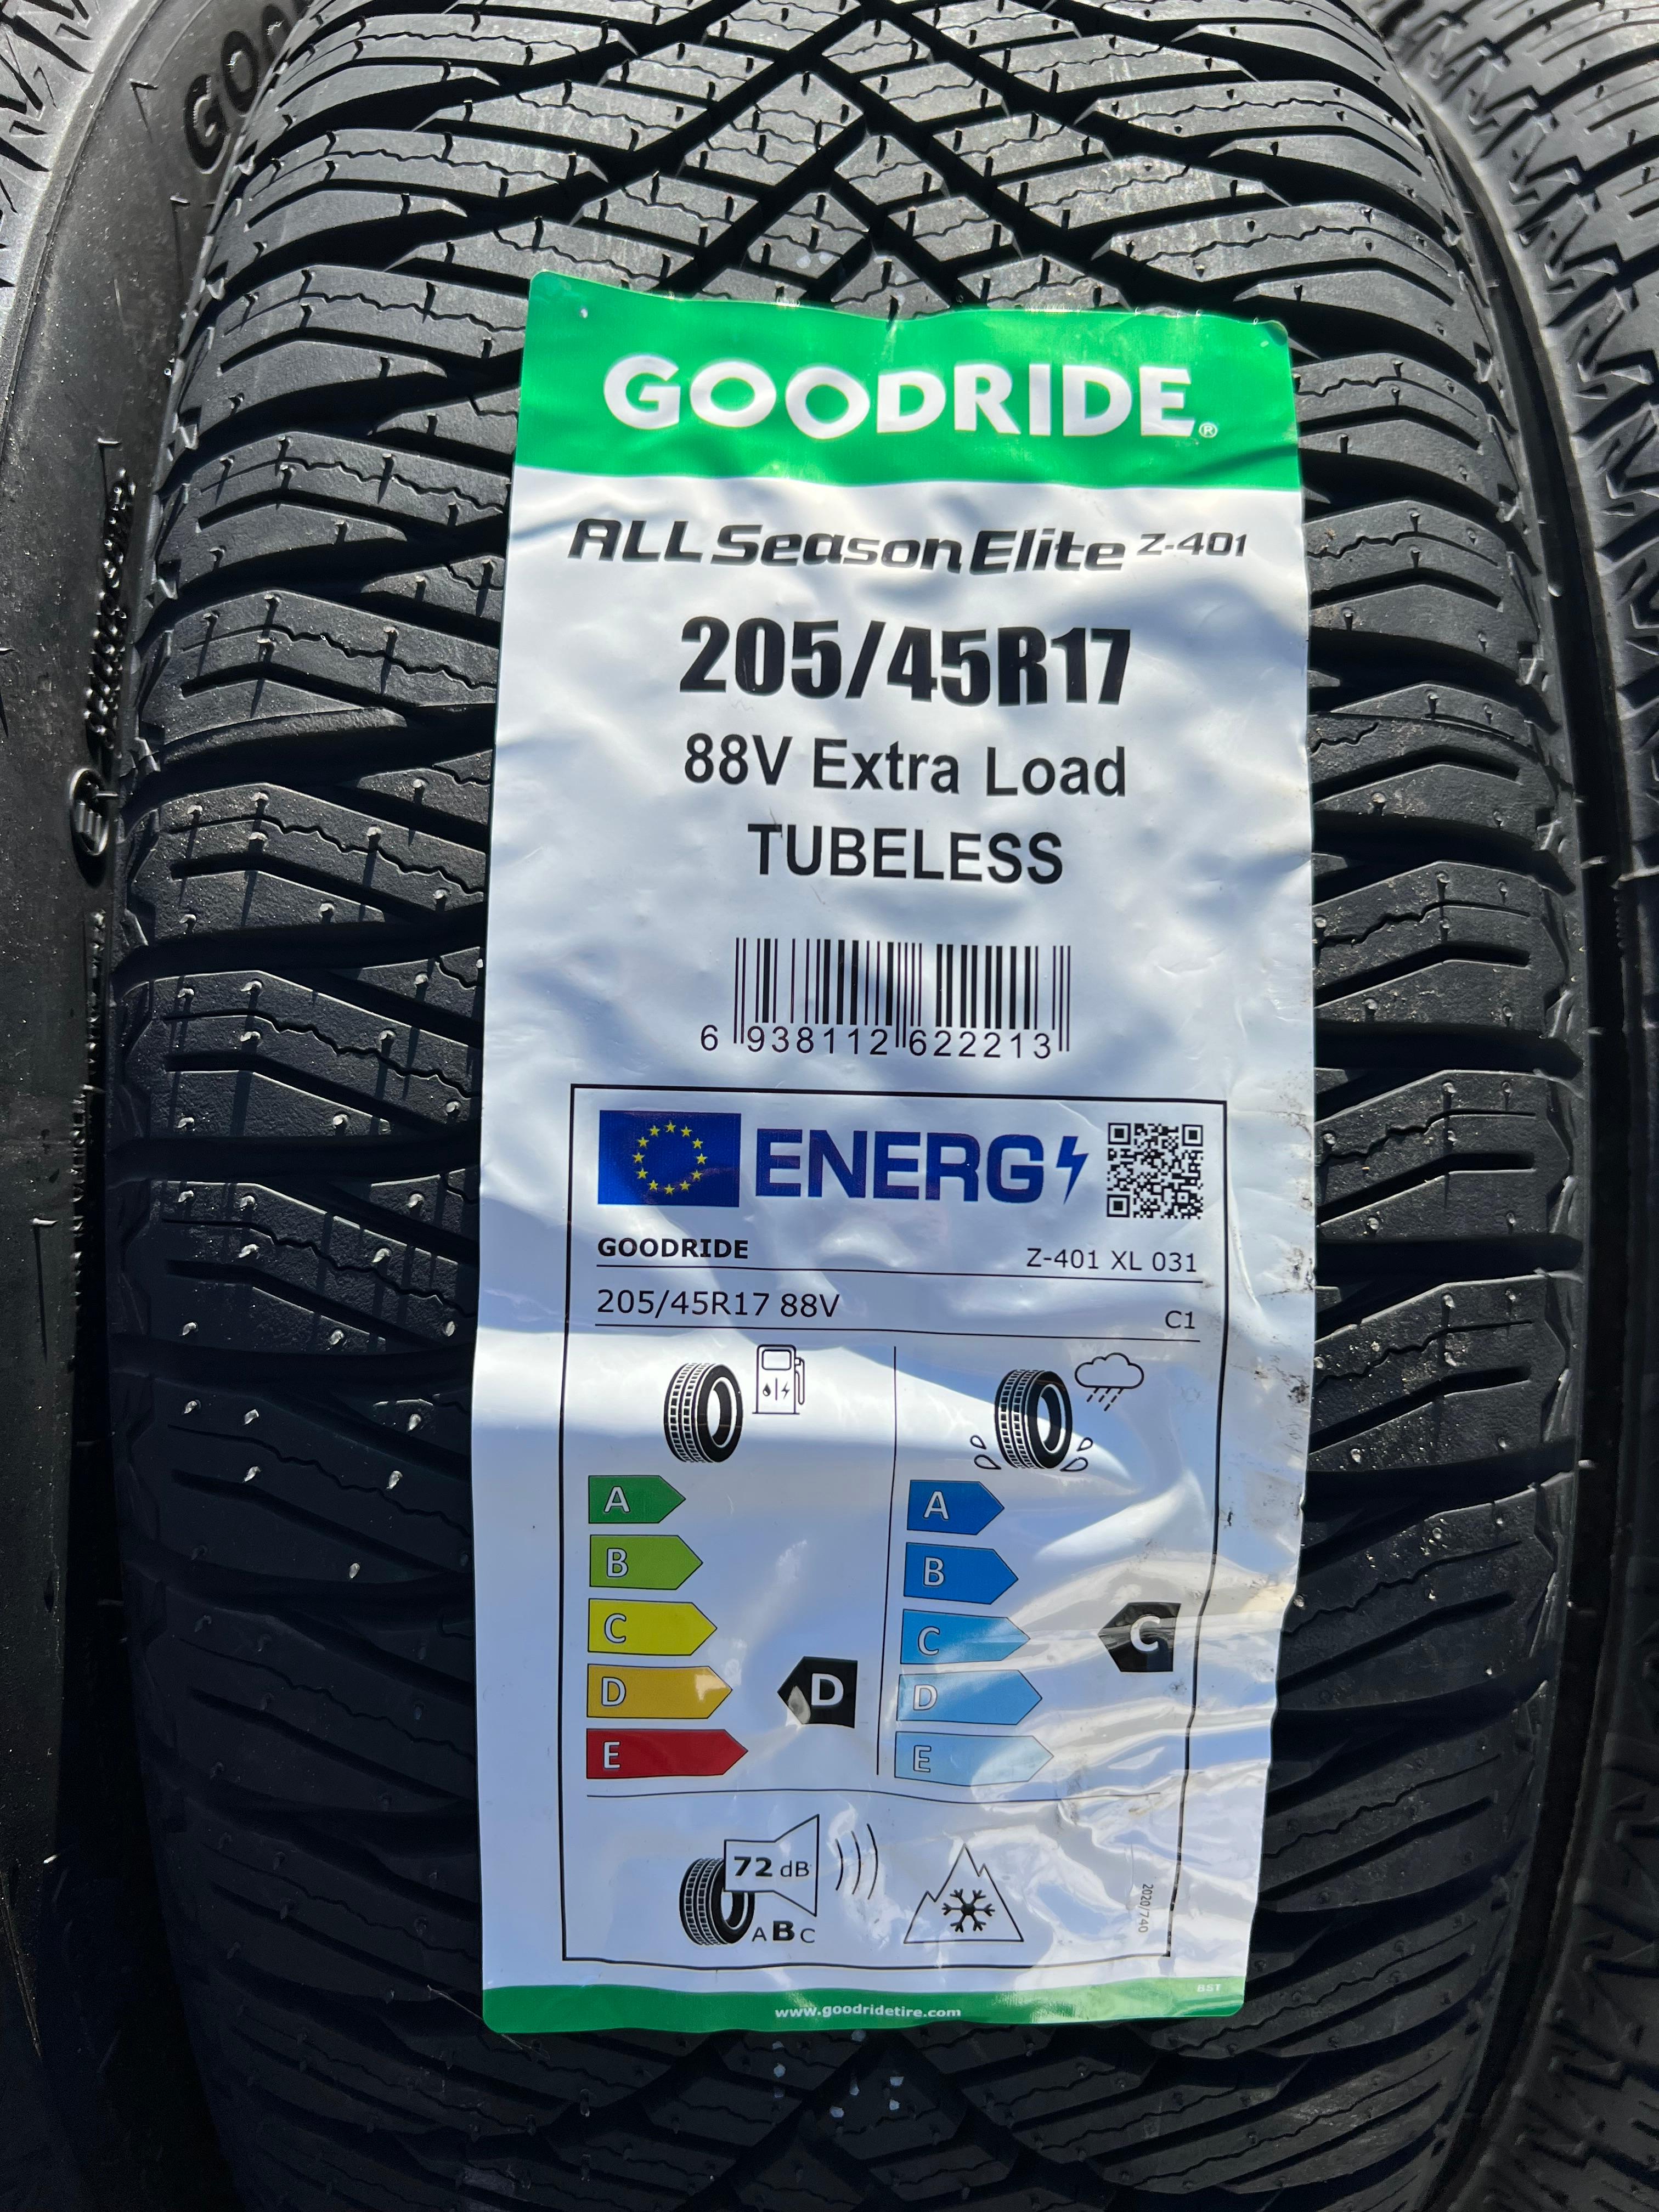 GOODRIDE®
ALL Season Elite Z-401
205/45R17
88V Extra Load
TUBELESS
6 938112 622213
ENERG
GOODRIDE Z-401 XL 031
205/45R17 88V C1
A A
B B
C C C
D D D
E E
72 dB
A B C
2020/740
BST
www.goodridetire.com